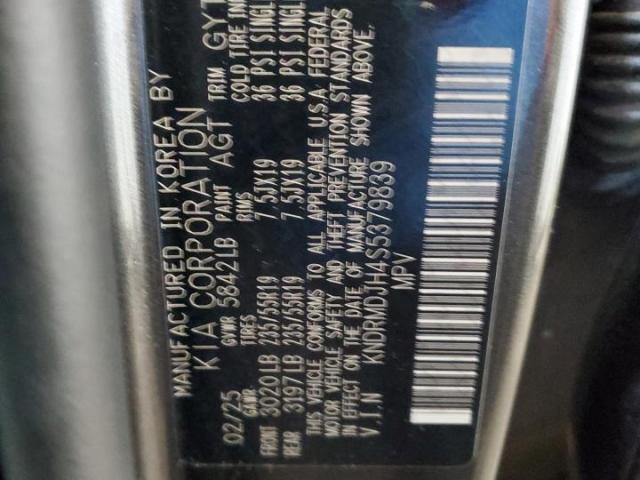 MANUFACTURED IN KOREA BY
KIA CORPORATION
02/25 GVWR 5842LB PAINT AGT TRIM GYT
GAWR TIRES RIMS COLD TIRE
FRONT 3020LB 235/55R19 7.5JX19 36 PSI SINGL
REAR 3197LB 235/55R19 7.5JX19 36 PSI SINGL
THIS VEHICLE CONFORMS TO ALL APPLICABLE U.S.A. FEDERAL
MOTOR VEHICLE SAFETY AND THEFT PREVENTION STANDARDS
IN EFFECT ON THE DATE OF MANUFACTURE SHOWN ABOVE.
V.I.N KNDRMDJH4S5379839
MPV